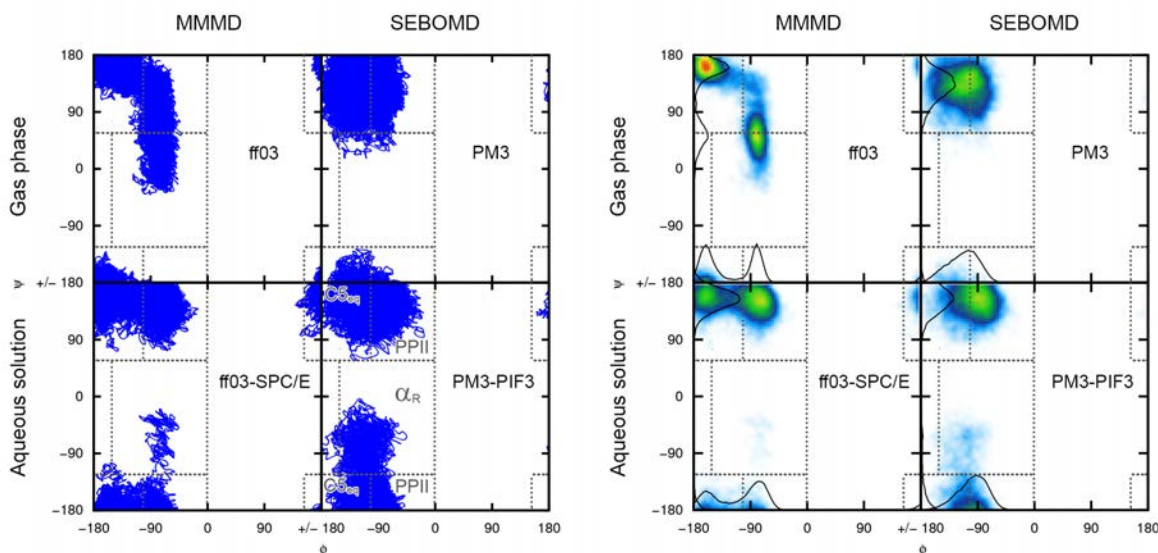 MMMD SEBOMD
Gas phase
180
90
0
-90
ff03 PM3
ψ +/-
Aqueous solution
180
90
0
-90
-180
C5eq
PPII
ff03-SPC/E PM3-PIF3
αR
C5eq PPII
-180 -90 0 90 +/- 180 -90 0 90 180
ϕ
MMMD SEBOMD
Gas phase
180
90
0
-90
ff03 PM3
ψ +/-
Aqueous solution
180
90
0
-90
-180
ff03-SPC/E PM3-PIF3
-180 -90 0 90 +/- 180 -90 0 90 180
ϕ